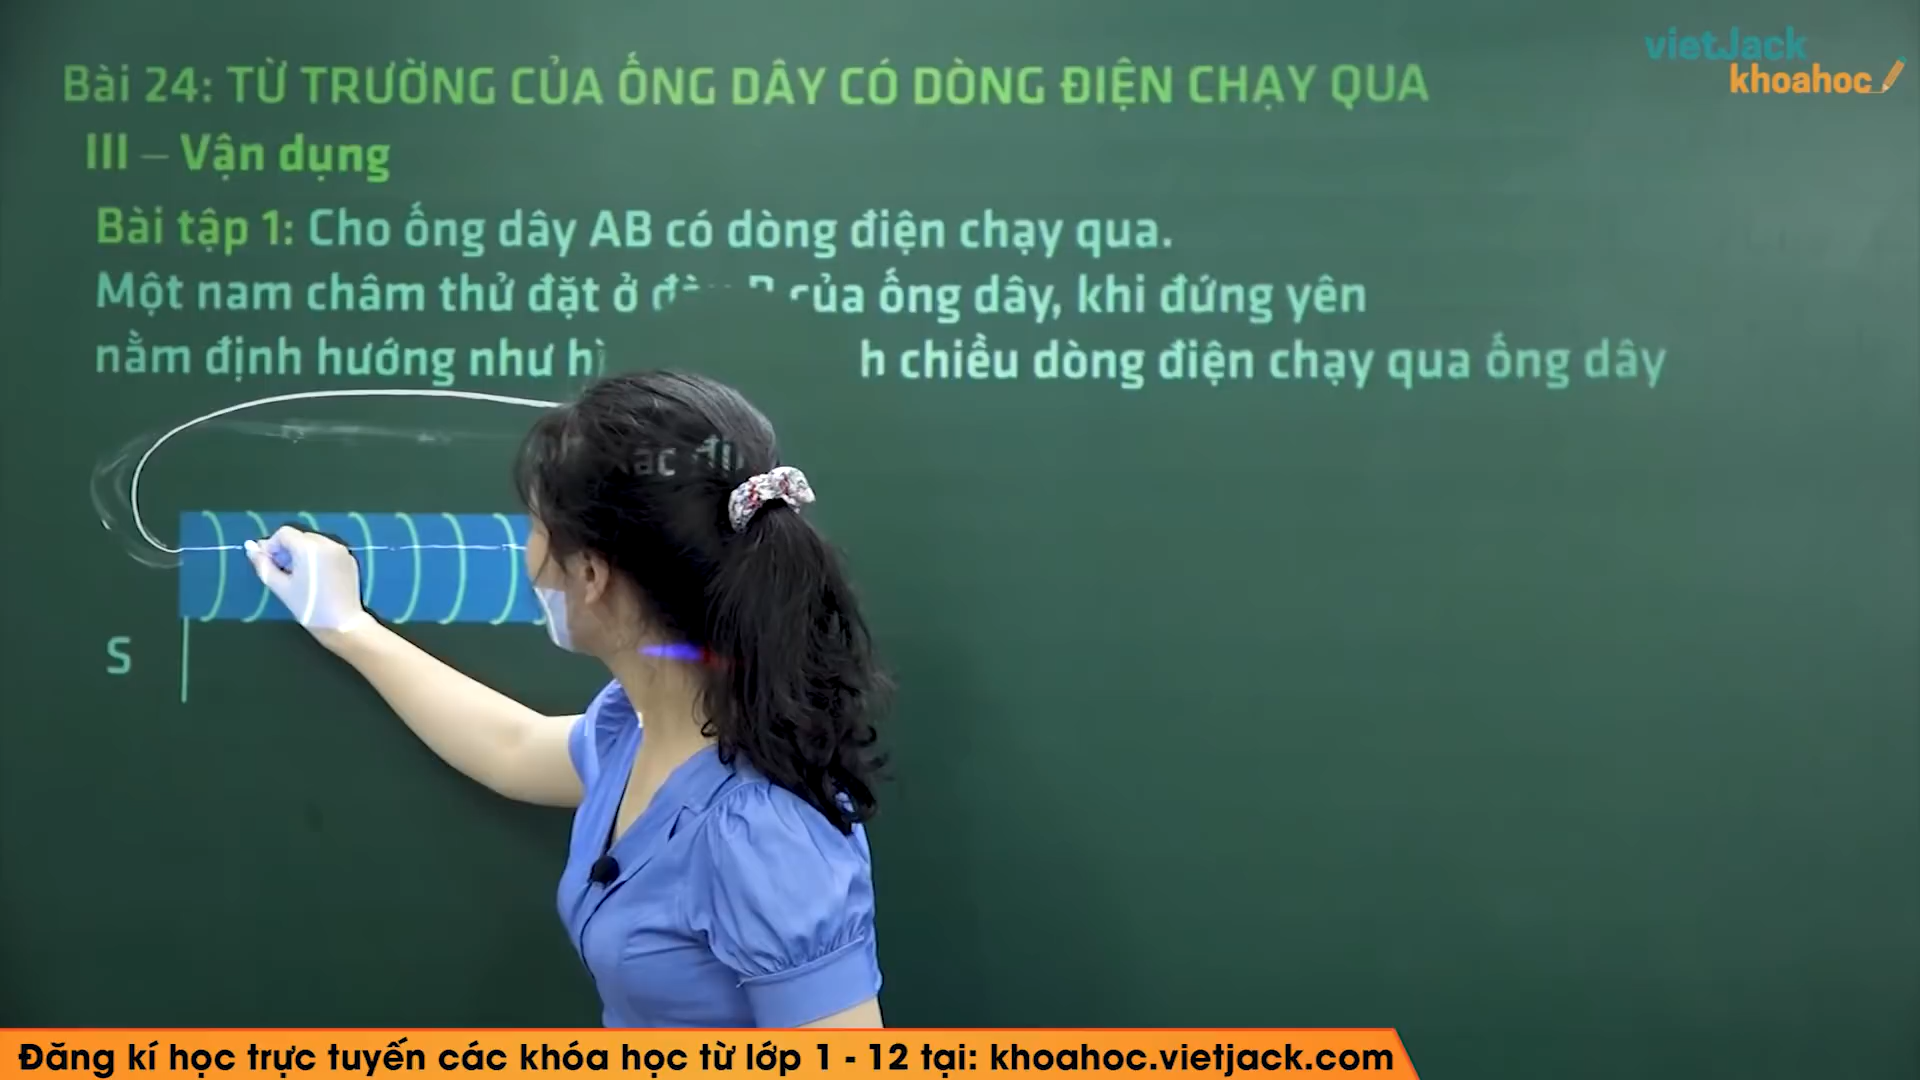 vietJack
khoahoc
Bài 24: TỪ TRƯỜNG CỦA ỐNG DÂY CÓ DÒNG ĐIỆN CHẠY QUA
III – Vận dụng
Bài tập 1: Cho ống dây AB có dòng điện chạy qua.
Một nam châm thử đặt ở của ống dây, khi đứng yên
nằm định hướng như chiều dòng điện chạy qua ống dây
S
Đăng kí học trực tuyến các khóa học từ lớp 1 - 12 tại: khoahoc.vietjack.com